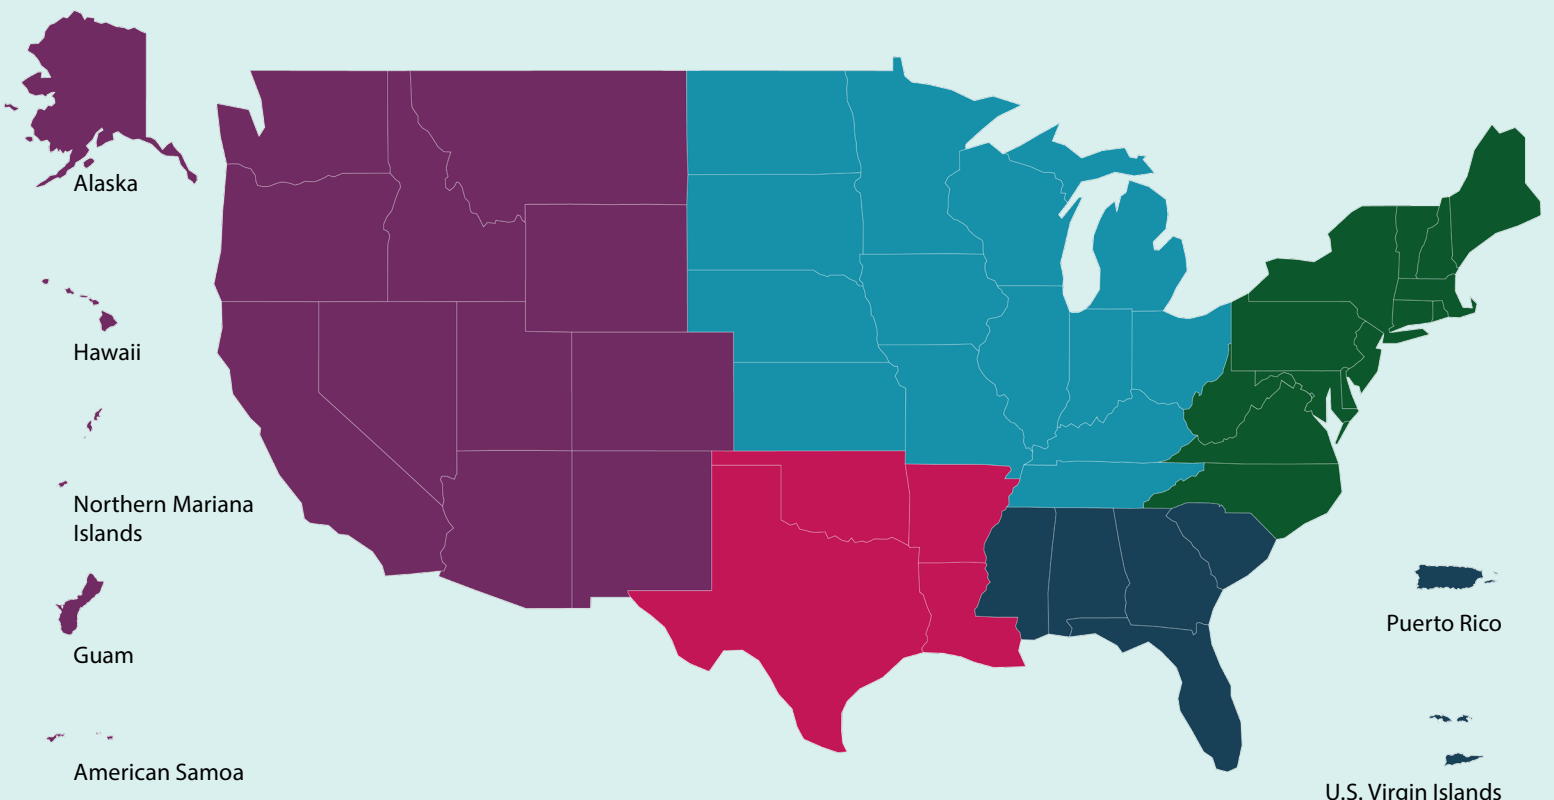 Alaska
Hawaii
Northern Mariana
Islands
Guam
American Samoa
Puerto Rico
U.S. Virgin Islands